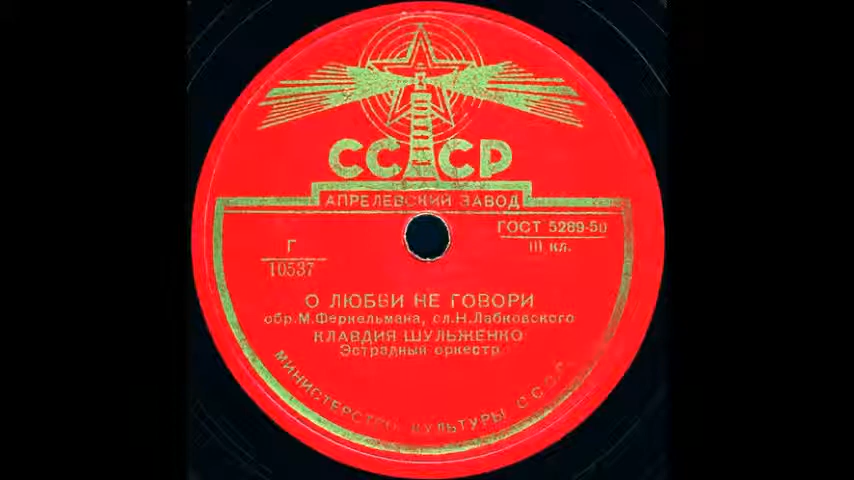 СССР
АПРЕЛЕВСКИЙ ЗАВОД
ГОСТ 5289-50
III кл.
Г
10537
О ЛЮБВИ НЕ ГОВОРИ
обр.М.Феркельмана, сл.Н.Лабковского
КЛАВДИЯ ШУЛЬЖЕНКО
Эстрадный оркестр
МИНИСТЕРСТВО КУЛЬТУРЫ СССР